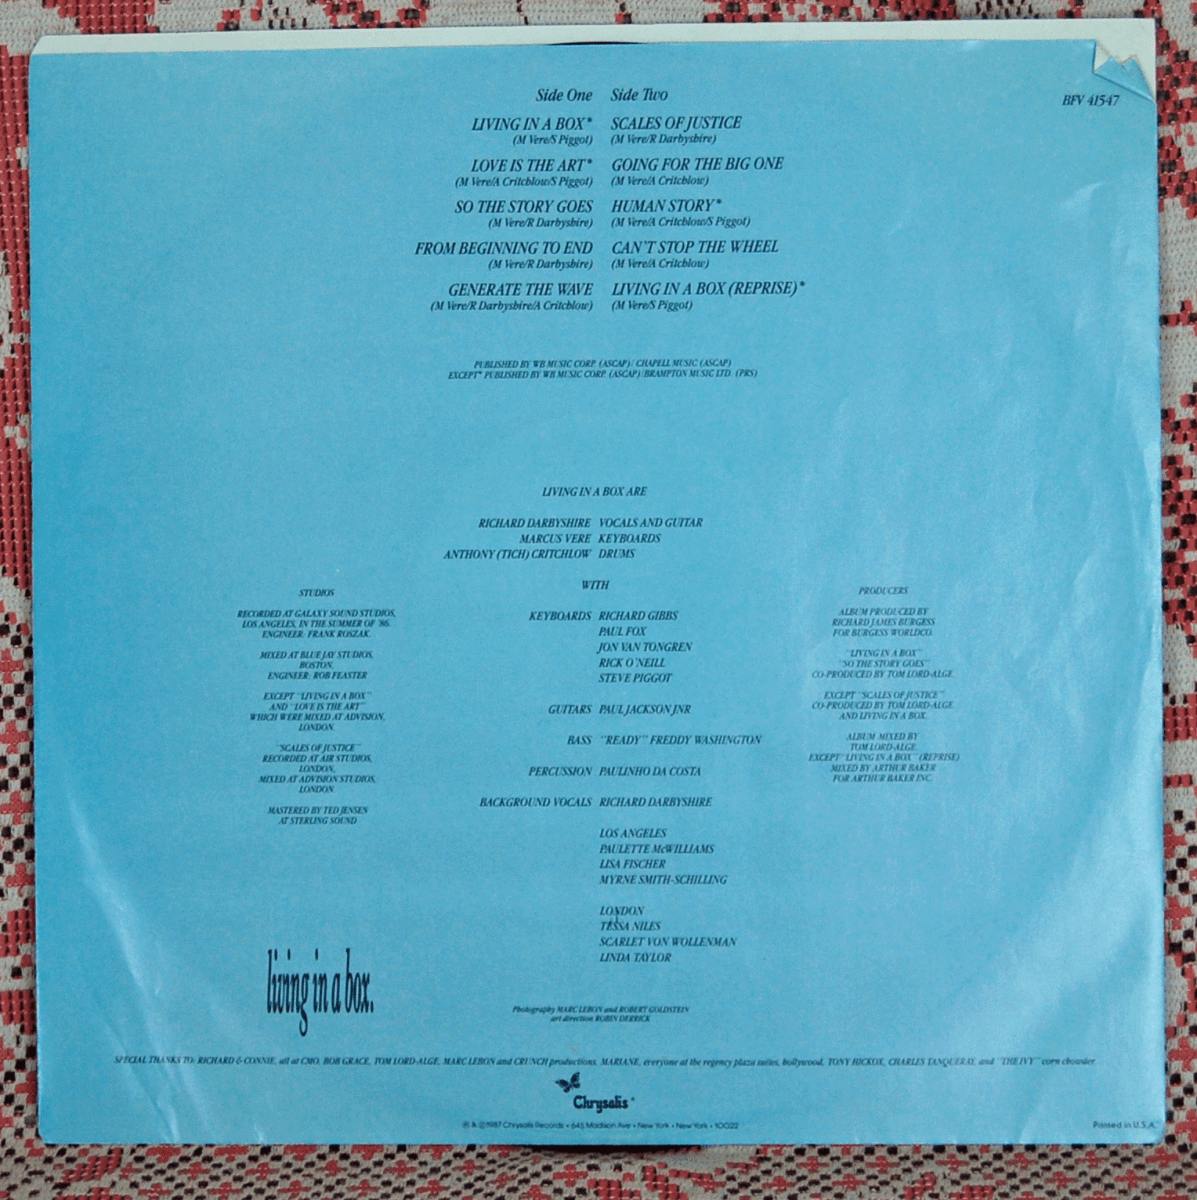 Side One
LIVING IN A BOX*
(M Vere/S Piggot)
LOVE IS THE ART*
(M Vere/A Critchlow/S Piggot)
SO THE STORY GOES
(M Vere/R Darbyshire)
FROM BEGINNING TO END
(M Vere/R Darbyshire)
GENERATE THE WAVE
(M Vere/R Darbyshire/A Critchlow)
Side Two
SCALES OF JUSTICE
(M Vere/R Darbyshire)
GOING FOR THE BIG ONE
(M Vere/A Critchlow)
HUMAN STORY*
(M Vere/A Critchlow/S Piggot)
CAN'T STOP THE WHEEL
(M Vere/A Critchlow)
LIVING IN A BOX (REPRISE)*
(M Vere/S Piggot)
BFV 41547
PUBLISHED BY WB MUSIC CORP. (ASCAP)/ CHAPELL MUSIC (ASCAP)
EXCEPT* PUBLISHED BY WB MUSIC CORP. (ASCAP)/BRAMPTON MUSIC LTD. (PRS)
LIVING IN A BOX ARE
RICHARD DARBYSHIRE VOCALS AND GUITAR
MARCUS VERE KEYBOARDS
ANTHONY (TICH) CRITCHLOW DRUMS
WITH
KEYBOARDS RICHARD GIBBS
PAUL FOX
JON VAN TONGREN
RICK O'NEILL
STEVE PIGGOT
GUITARS PAUL JACKSON JNR
BASS "READY" FREDDY WASHINGTON
PERCUSSION PAULINHO DA COSTA
BACKGROUND VOCALS RICHARD DARBYSHIRE
LOS ANGELES
PAULETTE McWILLIAMS
LISA FISCHER
MYRNE SMITH-SCHILLING
LONDON
TESSA NILES
SCARLET VON WOLLENMAN
LINDA TAYLOR
STUDIOS
RECORDED AT GALAXY SOUND STUDIOS,
LOS ANGELES, IN THE SUMMER OF '86.
ENGINEER: FRANK ROSZAK.
MIXED AT BLUE JAY STUDIOS,
BOSTON.
ENGINEER: ROB FEASTER
EXCEPT "LIVING IN A BOX"
AND "LOVE IS THE ART"
WHICH WERE MIXED AT ADVISION,
LONDON.
"SCALES OF JUSTICE"
RECORDED AT AIR STUDIOS,
LONDON,
MIXED AT ADVISION STUDIOS,
LONDON.
MASTERED BY TED JENSEN
AT STERLING SOUND
PRODUCERS
ALBUM PRODUCED BY
RICHARD JAMES BURGESS
FOR BURGESS WORLDCO.
"LIVING IN A BOX"
"SO THE STORY GOES"
CO-PRODUCED BY TOM LORD-ALGE.
EXCEPT "SCALES OF JUSTICE"
CO-PRODUCED BY TOM LORD-ALGE.
AND LIVING IN A BOX.
ALBUM MIXED BY
TOM LORD-ALGE.
EXCEPT "LIVING IN A BOX" (REPRISE)
MIXED BY ARTHUR BAKER
FOR ARTHUR BAKER INC.
living in a box.
Photography MARC LEBON and ROBERT GOLDSTEIN
art direction ROBIN DERRICK
SPECIAL THANKS TO: RICHARD & CONNIE, all at CMO, BOB GRACE, TOM LORD-ALGE, MARC LEBON and CRUNCH productions, MARIANE, everyone at the regency plaza suites, hollywood, TONY HICKOX, CHARLES TANQUERAY, and "THE IVY" corn chowder.
Chrysalis
℗ & © 1987 Chrysalis Records • 645 Madison Ave • New York • New York • 10022
Printed in U.S.A.